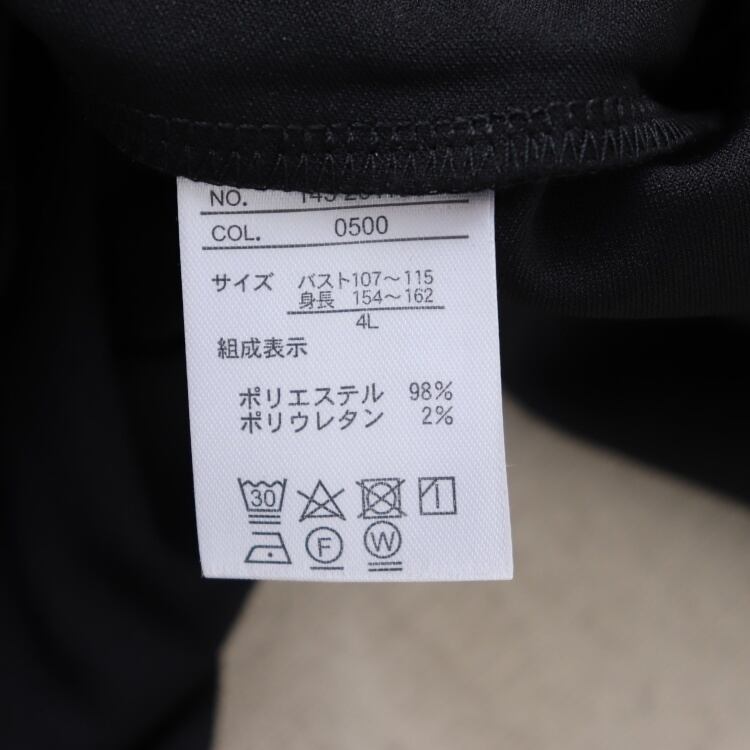 NO.
COL. 0500
サイズ バスト107〜115
身長 154〜162
4L
組成表示
ポリエステル 98%
ポリウレタン 2%
30
F W